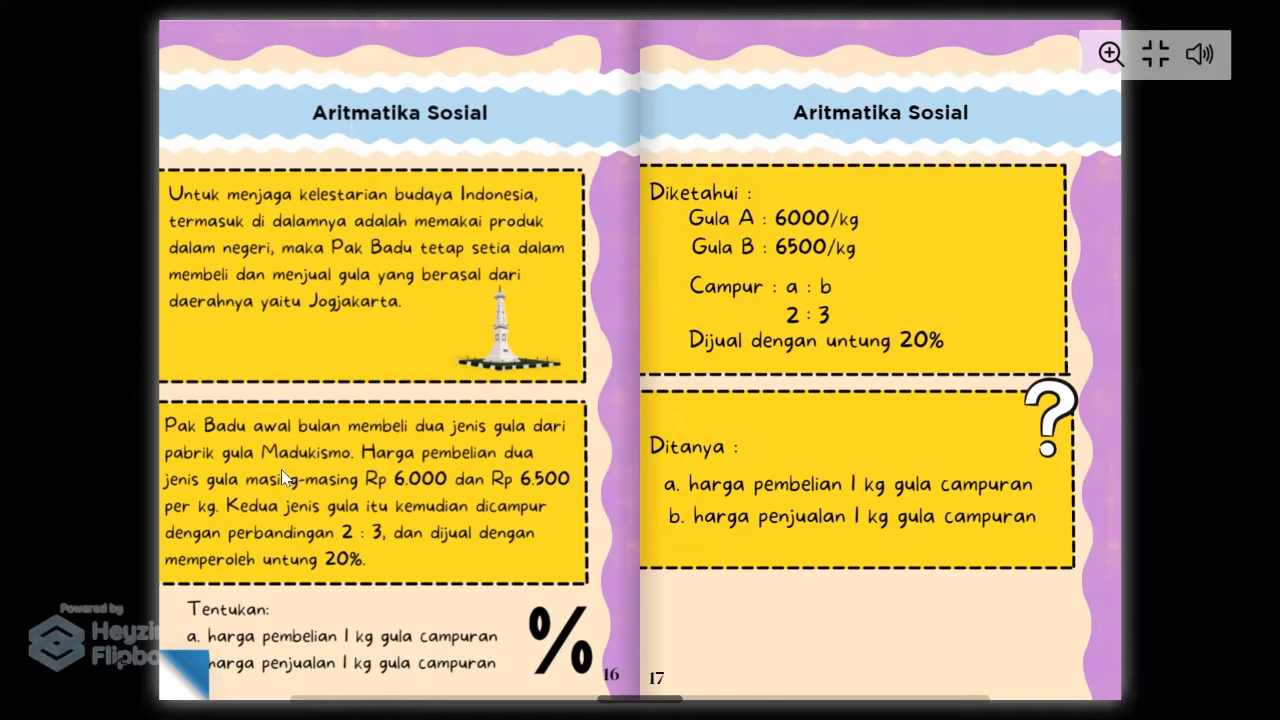 Aritmatika Sosial
Untuk menjaga kelestarian budaya Indonesia,
termasuk di dalamnya adalah memakai produk
dalam negeri, maka Pak Badu tetap setia dalam
membeli dan menjual gula yang berasal dari
daerahnya yaitu Jogjakarta.
Pak Badu awal bulan membeli dua jenis gula dari
pabrik gula Madukismo. Harga pembelian dua
jenis gula masing-masing Rp 6.000 dan Rp 6.500
per kg. Kedua jenis gula itu kemudian dicampur
dengan perbandingan 2 : 3, dan dijual dengan
memperoleh untung 20%.
Tentukan:
a. harga pembelian 1 kg gula campuran
harga penjualan 1 kg gula campuran
%
16
Powered by
Aritmatika Sosial
Diketahui :
Gula A : 6000/kg
Gula B : 6500/kg
Campur : a : b
2 : 3
Dijual dengan untung 20%
?
Ditanya :
a. harga pembelian 1 kg gula campuran
b. harga penjualan 1 kg gula campuran
17